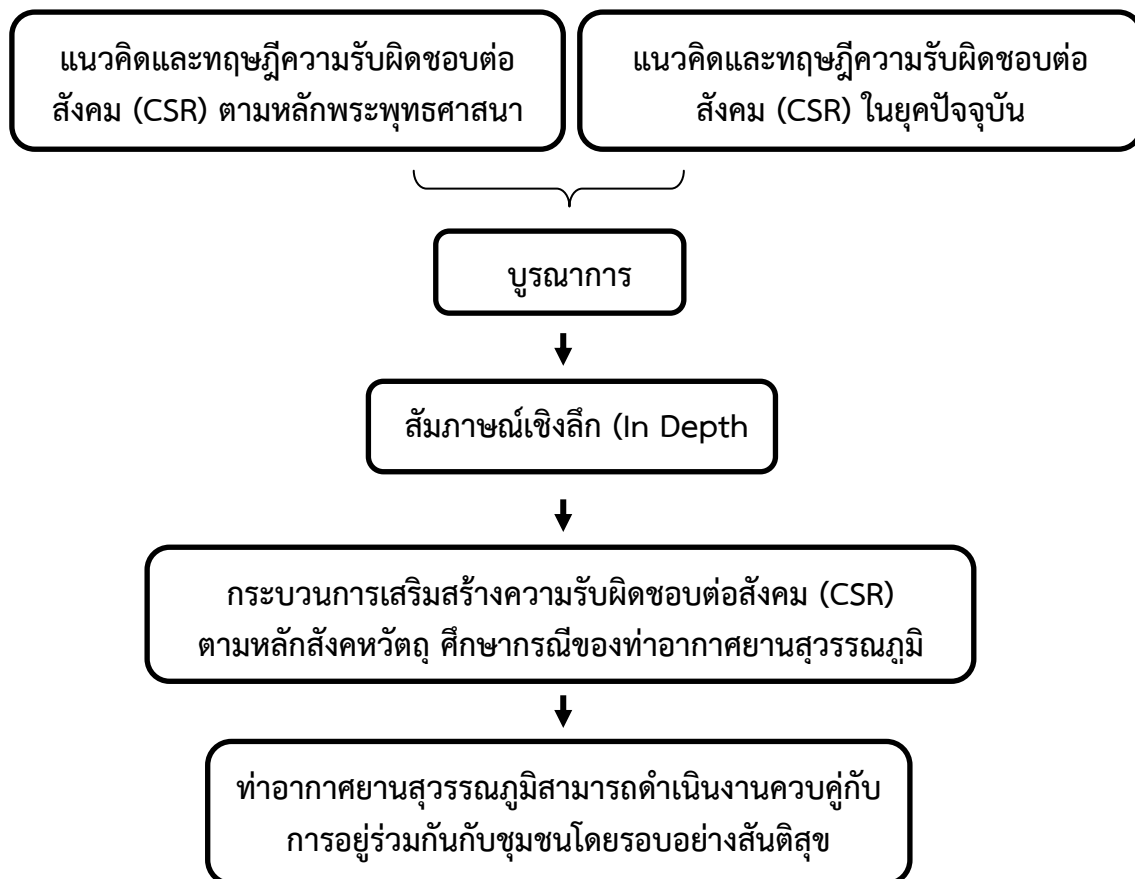 แนวคิดและทฤษฎีความรับผิดชอบต่อ
สังคม (CSR) ตามหลักพระพุทธศาสนา
แนวคิดและทฤษฎีความรับผิดชอบต่อ
สังคม (CSR) ในยุคปัจจุบัน
บูรณาการ
สัมภาษณ์เชิงลึก (In Depth
กระบวนการเสริมสร้างความรับผิดชอบต่อสังคม (CSR)
ตามหลักสังคหวัตถุ ศึกษากรณีของท่าอากาศยานสุวรรณภูมิ
ท่าอากาศยานสุวรรณภูมิสามารถดำเนินงานควบคู่กับ
การอยู่ร่วมกันกับชุมชนโดยรอบอย่างสันติสุข